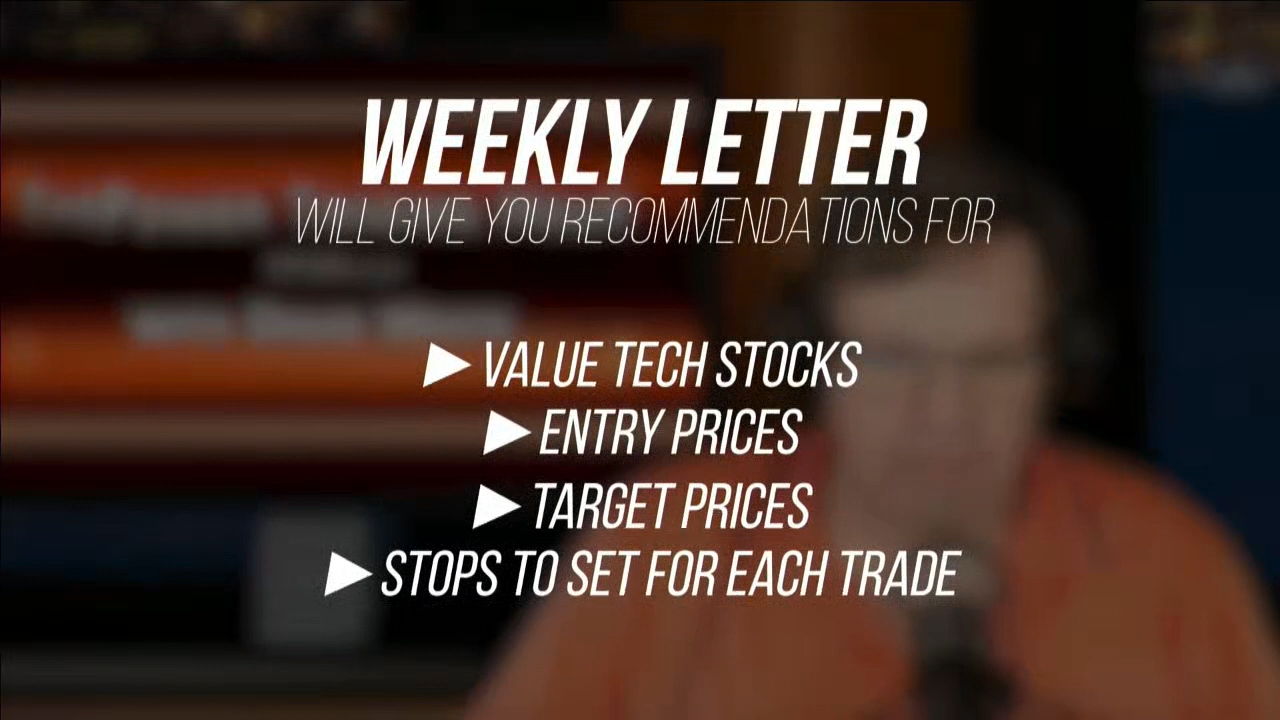 WEEKLY LETTER
WILL GIVE YOU RECOMMENDATIONS FOR
▶ VALUE TECH STOCKS
▶ ENTRY PRICES
▶ TARGET PRICES
▶ STOPS TO SET FOR EACH TRADE